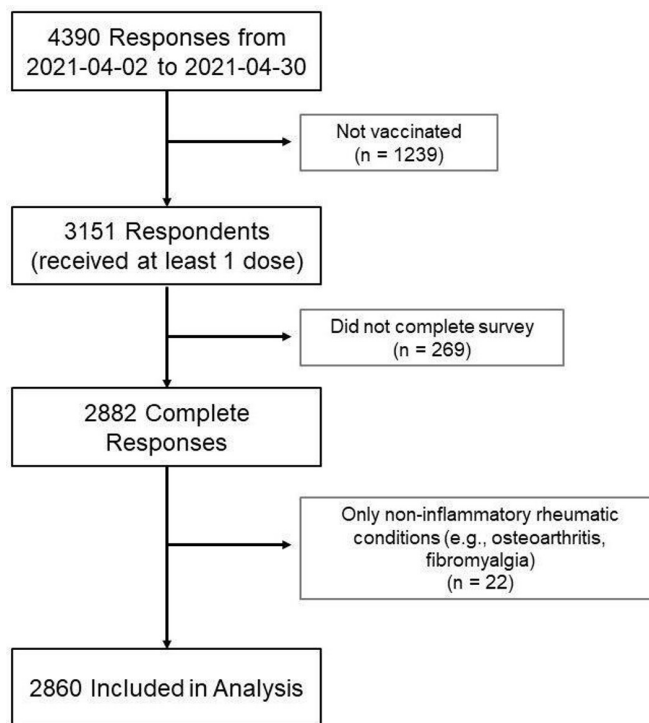 4390 Responses from
2021-04-02 to 2021-04-30
Not vaccinated
(n = 1239)
3151 Respondents
(received at least 1 dose)
Did not complete survey
(n = 269)
2882 Complete
Responses
Only non-inflammatory rheumatic
conditions (e.g., osteoarthritis,
fibromyalgia)
(n = 22)
2860 Included in Analysis